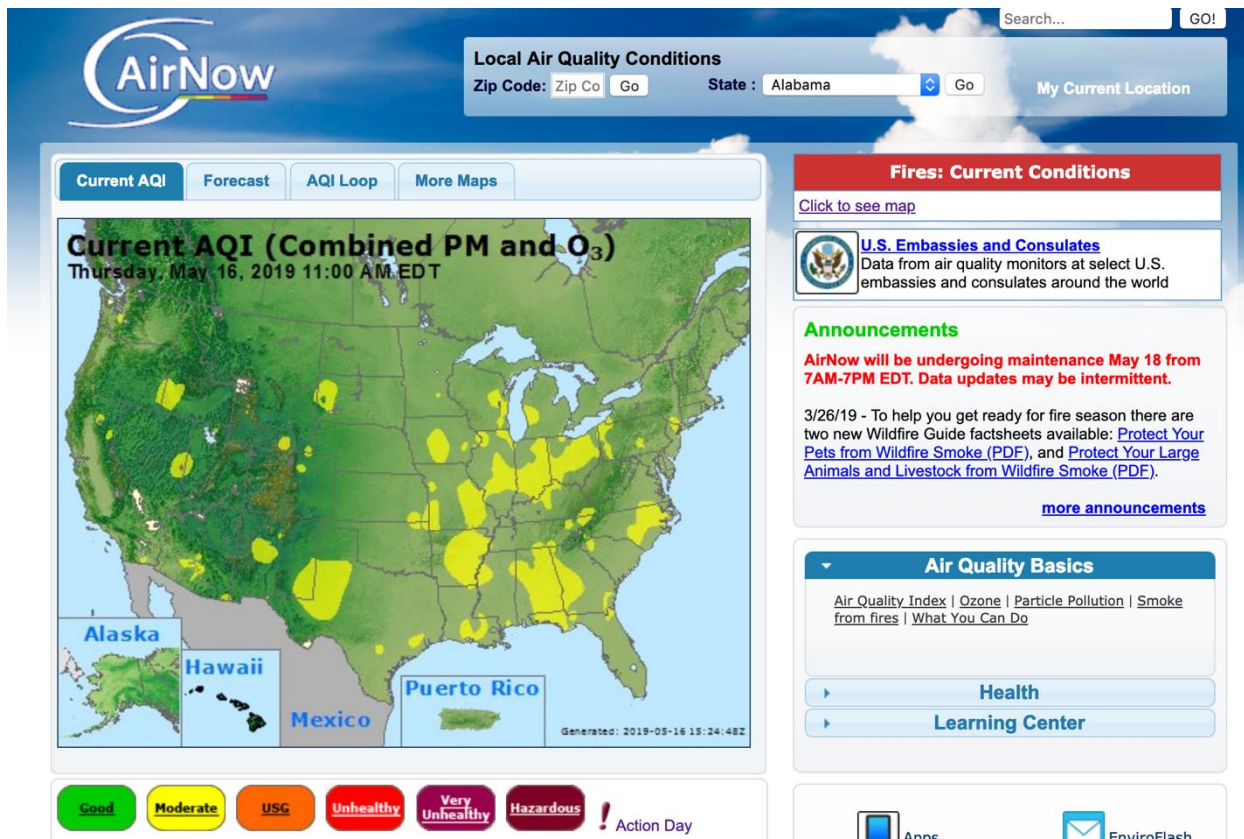 Search...
GO!
AirNow
Local Air Quality Conditions
Zip Code: Zip Co Go State : Alabama Go My Current Location
Current AQI Forecast AQI Loop More Maps
Current AQI (Combined PM and O₃)
Thursday, May 16, 2019 11:00 AM EDT
Alaska
Hawaii
Mexico
Puerto Rico
Generated: 2019-05-16 15:24:48Z
Good Moderate USG Unhealthy Very Unhealthy Hazardous ! Action Day
Fires: Current Conditions
Click to see map
U.S. Embassies and Consulates
Data from air quality monitors at select U.S.
embassies and consulates around the world
Announcements
AirNow will be undergoing maintenance May 18 from
7AM-7PM EDT. Data updates may be intermittent.
3/26/19 - To help you get ready for fire season there are
two new Wildfire Guide factsheets available: Protect Your
Pets from Wildfire Smoke (PDF), and Protect Your Large
Animals and Livestock from Wildfire Smoke (PDF).
more announcements
Air Quality Basics
Air Quality Index | Ozone | Particle Pollution | Smoke
from fires | What You Can Do
Health
Learning Center
Apps
EnviroFlash